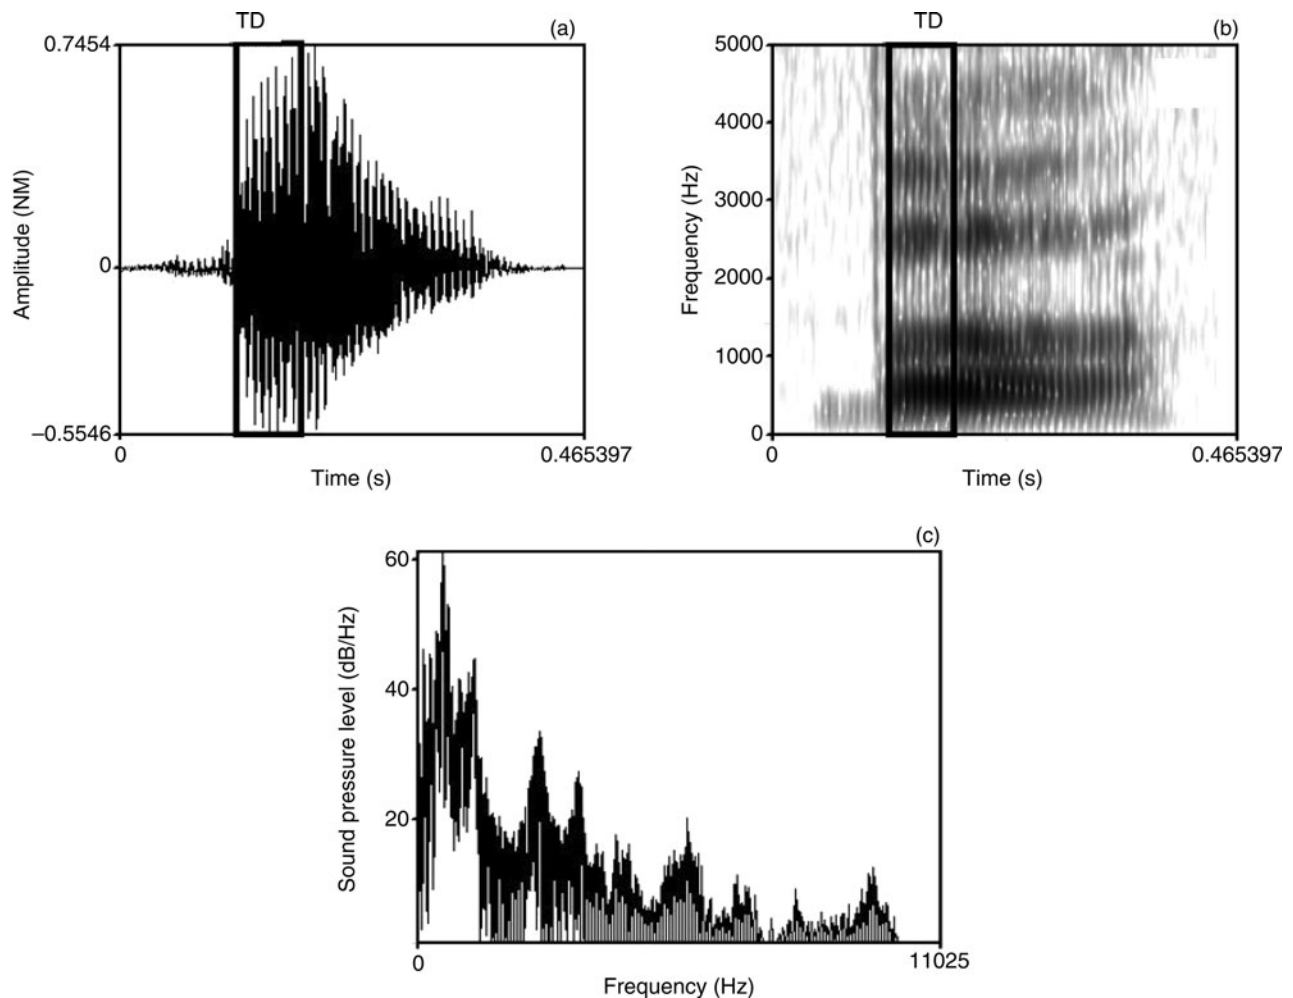 TD
(a)
0.7454
0
–0.5546
Amplitude (NM)
0
0.465397
Time (s)
TD
(b)
5000
4000
3000
2000
1000
0
Frequency (Hz)
0
0.465397
Time (s)
(c)
60
40
20
Sound pressure level (dB/Hz)
0
11025
Frequency (Hz)